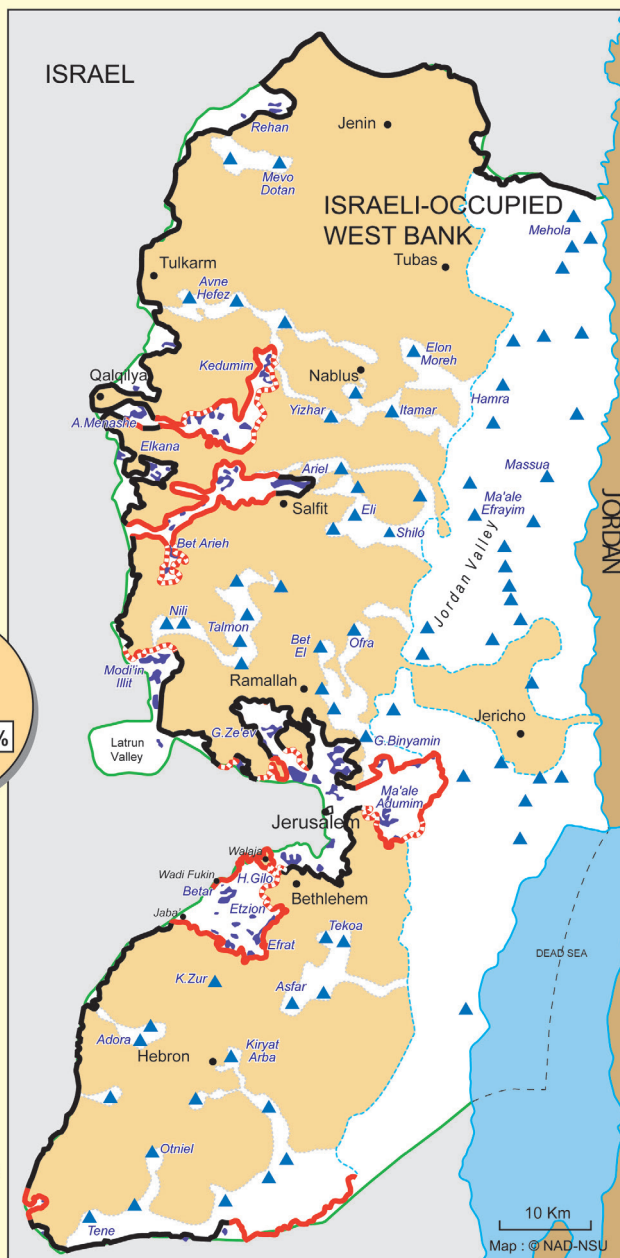 ISRAEL
Jenin
Rehan
Mevo
Dotan
ISRAELI-OCCUPIED
WEST BANK
Mehola
Tubas
Tulkarm
Avne
Hefez
Elon
Moreh
Kedumim
Nablus
Qalqilya
Hamra
Yizhar
Itamar
A.Menashe
Elkana
Ariel
Massua
Salfit
Eli
Ma'ale
Efrayim
Shilo
JORDAN
Bet Arieh
Jordan Valley
Nili
Talmon
Bet
El
Ofra
Modi'in
Illit
Ramallah
Jericho
%
Latrun
Valley
G.Ze'ev
G.Binyamin
Ma'ale
Adumim
Jerusalem
Walaja
Wadi Fukin
H.Gilo
Betar
Bethlehem
Etzion
Jaba'
Tekoa
Efrat
DEAD SEA
K.Zur
Asfar
Adora
Kiryat
Arba
Hebron
Otniel
Tene
10 Km
Map : © NAD-NSU